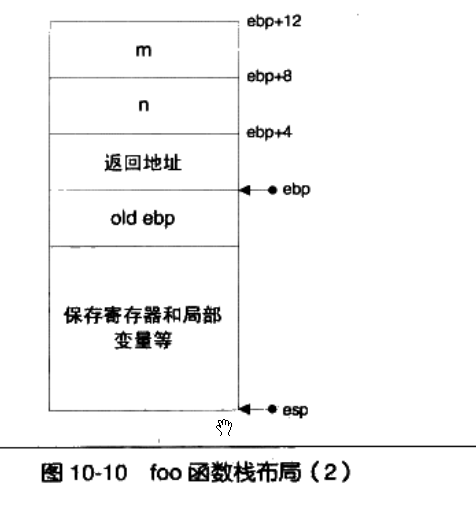 ebp+12
m
ebp+8
n
ebp+4
返回地址
ebp
old ebp
保存寄存器和局部
变量等
esp
图 10-10 foo 函数栈布局（2）